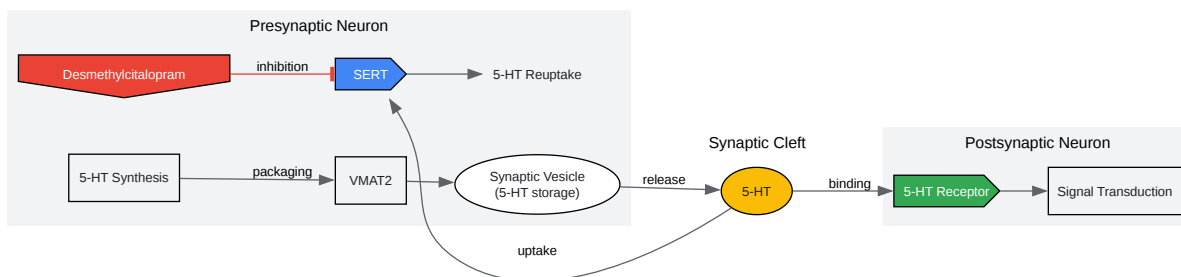 Presynaptic Neuron
Desmethylcitalopram
inhibition
SERT
5-HT Reuptake
5-HT Synthesis
packaging
VMAT2
Synaptic Vesicle
(5-HT storage)
release
Synaptic Cleft
5-HT
binding
Postsynaptic Neuron
5-HT Receptor
Signal Transduction
uptake